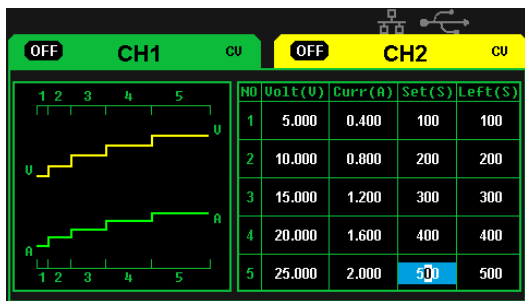 OFF CH1 CV OFF CH2 CV
1 2 3 4 5
V
V
A
A
1 2 3 4 5
NO Volt(V) Curr(A) Set(S) Left(S)
1 5.000 0.400 100 100
2 10.000 0.800 200 200
3 15.000 1.200 300 300
4 20.000 1.600 400 400
5 25.000 2.000 500 500